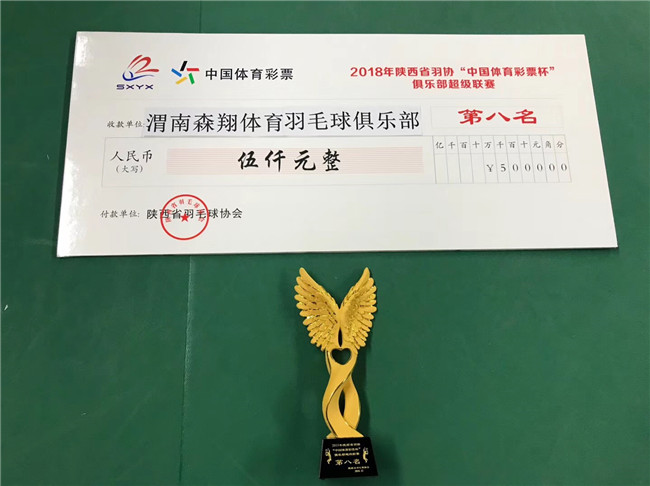 SXYX
中国体育彩票
2018年陕西省羽协“中国体育彩票杯”
俱乐部超级联赛
收款单位: 渭南森翔体育羽毛球俱乐部
第八名
人民币
(大写)
伍仟元整
亿千百十万千百十元角分
¥500000
付款单位: 陕西省羽毛球协会
第八名